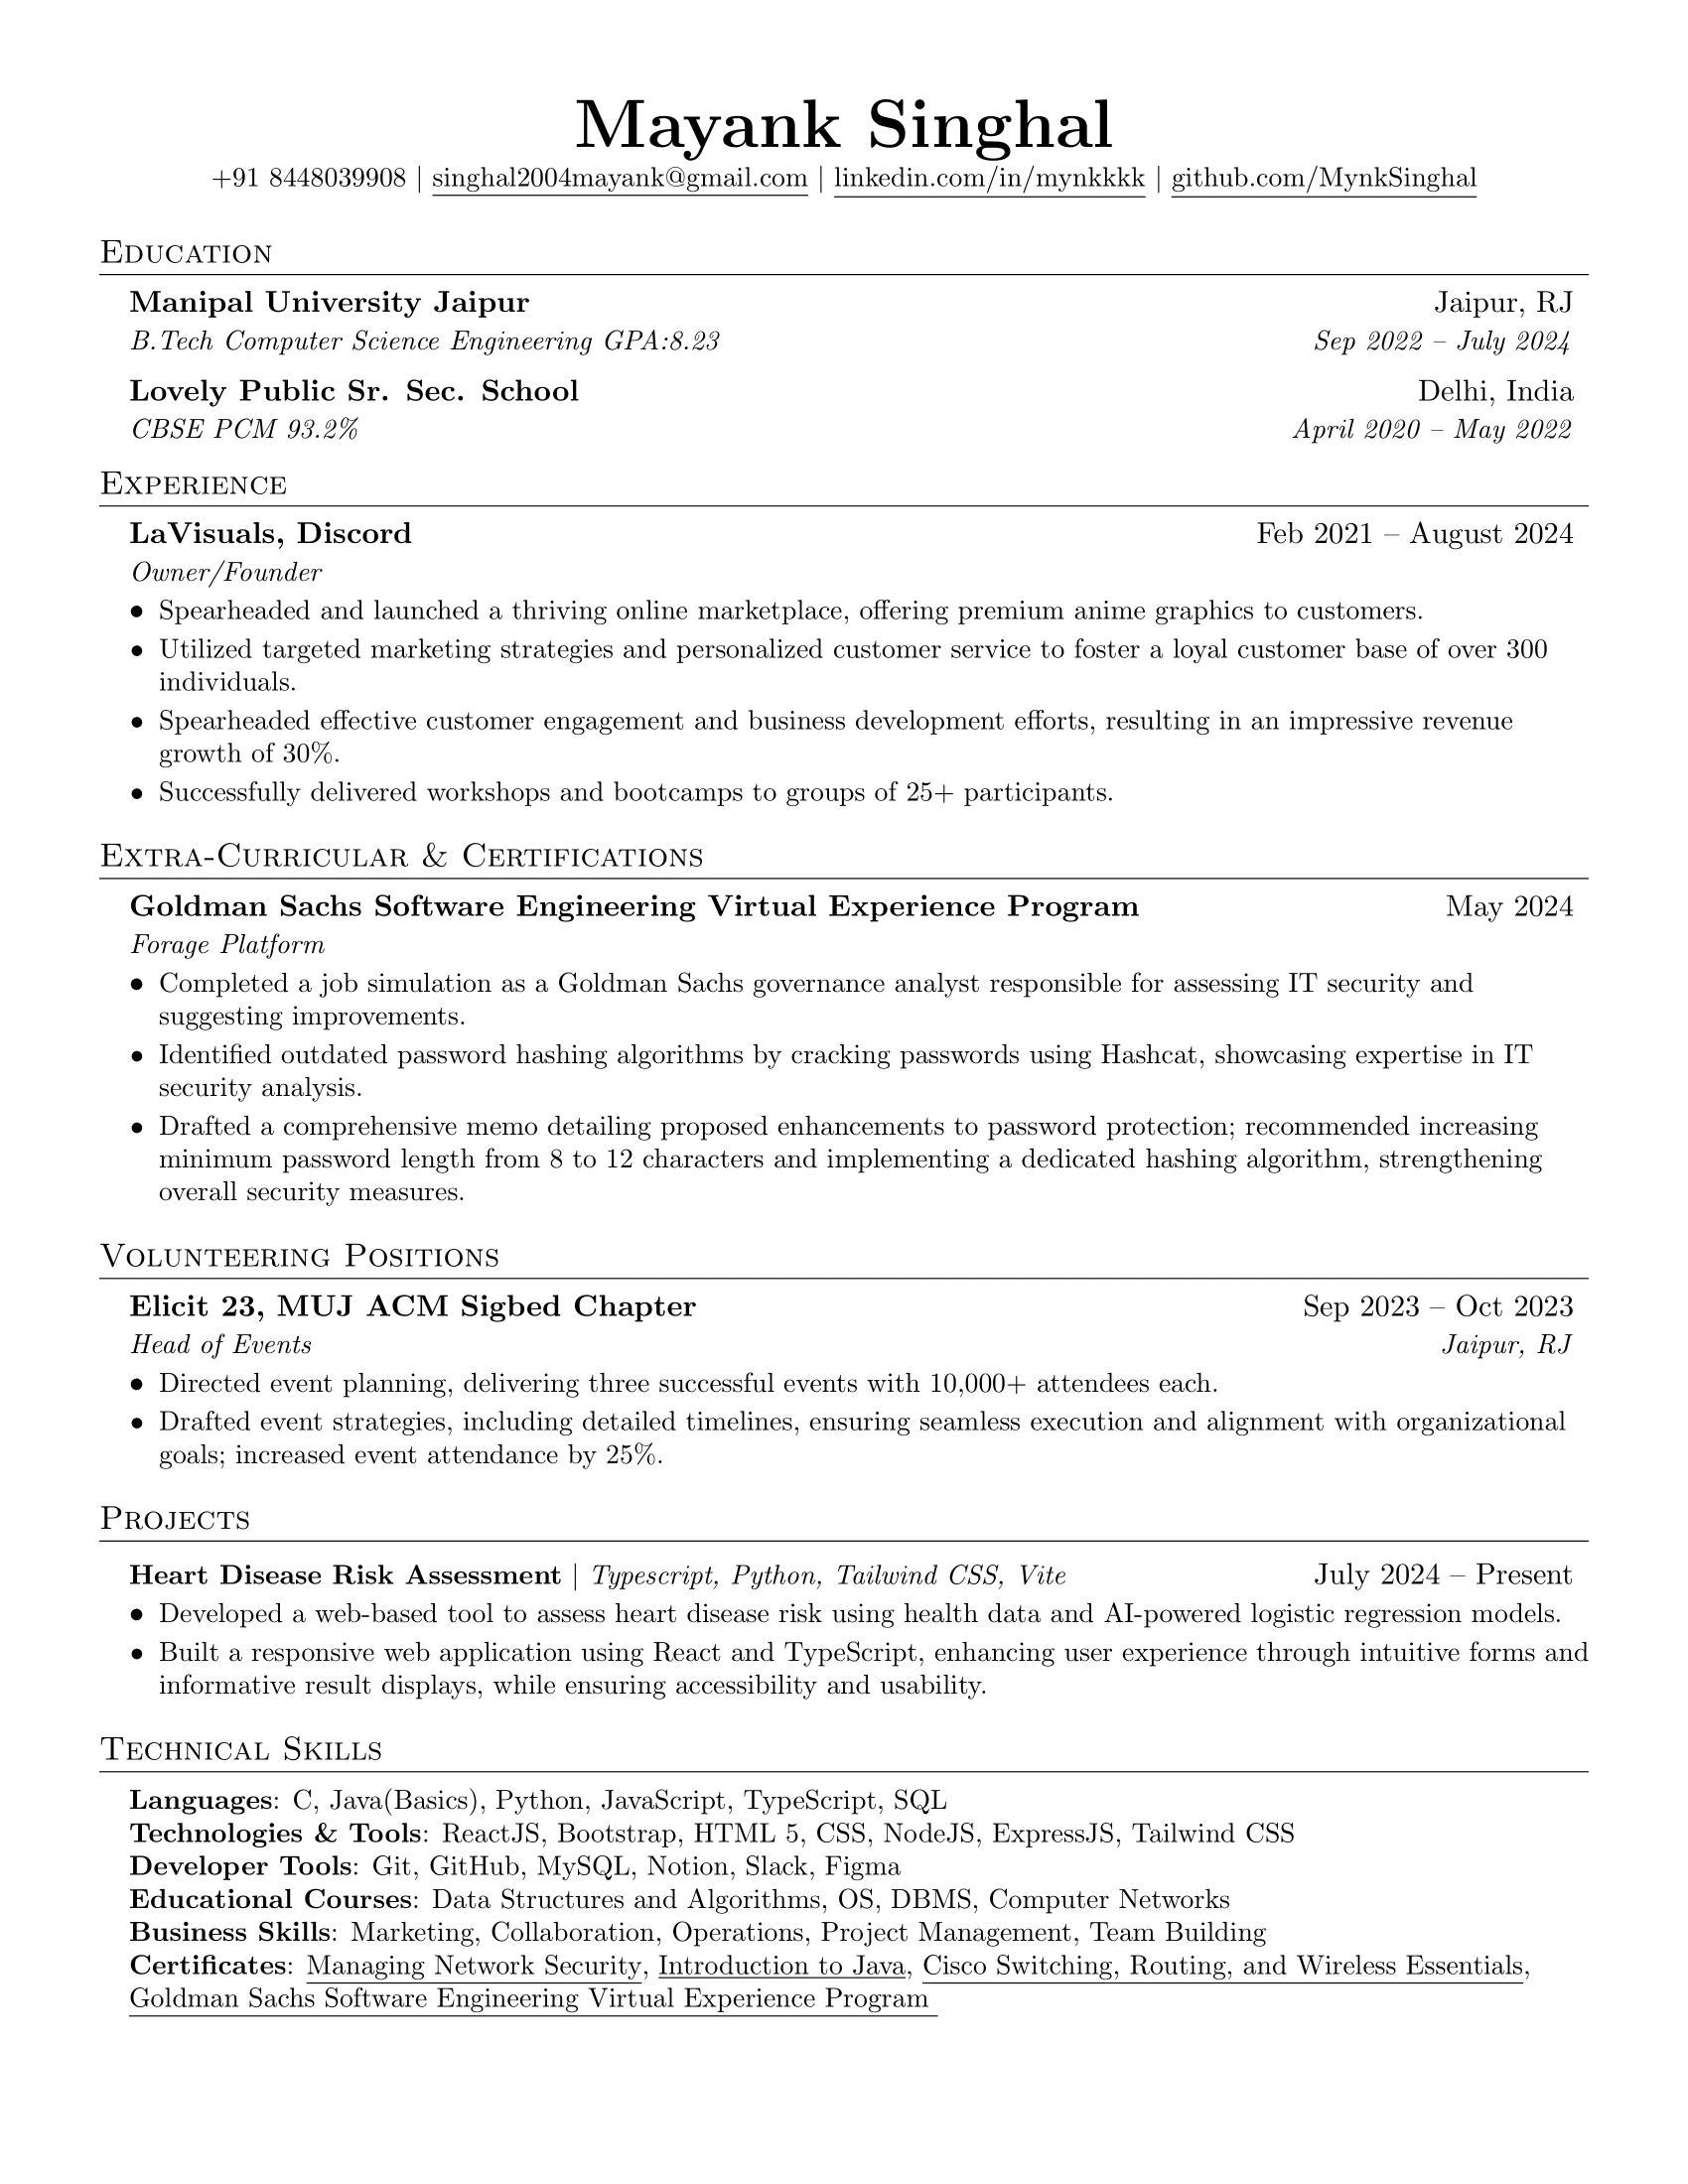 Mayank Singhal
+91 8448039908 | singhal2004mayank@gmail.com | linkedin.com/in/mynkkkk | github.com/MynkSinghal
Education
Manipal University Jaipur Jaipur, RJ
B.Tech Computer Science Engineering GPA:8.23 Sep 2022 – July 2024
Lovely Public Sr. Sec. School Delhi, India
CBSE PCM 93.2% April 2020 – May 2022
Experience
LaVisuals, Discord Feb 2021 – August 2024
Owner/Founder
• Spearheaded and launched a thriving online marketplace, offering premium anime graphics to customers.
• Utilized targeted marketing strategies and personalized customer service to foster a loyal customer base of over 300
individuals.
• Spearheaded effective customer engagement and business development efforts, resulting in an impressive revenue
growth of 30%.
• Successfully delivered workshops and bootcamps to groups of 25+ participants.
Extra-Curricular & Certifications
Goldman Sachs Software Engineering Virtual Experience Program May 2024
Forage Platform
• Completed a job simulation as a Goldman Sachs governance analyst responsible for assessing IT security and
suggesting improvements.
• Identified outdated password hashing algorithms by cracking passwords using Hashcat, showcasing expertise in IT
security analysis.
• Drafted a comprehensive memo detailing proposed enhancements to password protection; recommended increasing
minimum password length from 8 to 12 characters and implementing a dedicated hashing algorithm, strengthening
overall security measures.
Volunteering Positions
Elicit 23, MUJ ACM Sigbed Chapter Sep 2023 – Oct 2023
Head of Events Jaipur, RJ
• Directed event planning, delivering three successful events with 10,000+ attendees each.
• Drafted event strategies, including detailed timelines, ensuring seamless execution and alignment with organizational
goals; increased event attendance by 25%.
Projects
Heart Disease Risk Assessment | Typescript, Python, Tailwind CSS, Vite July 2024 – Present
• Developed a web-based tool to assess heart disease risk using health data and AI-powered logistic regression models.
• Built a responsive web application using React and TypeScript, enhancing user experience through intuitive forms and
informative result displays, while ensuring accessibility and usability.
Technical Skills
Languages: C, Java(Basics), Python, JavaScript, TypeScript, SQL
Technologies & Tools: ReactJS, Bootstrap, HTML 5, CSS, NodeJS, ExpressJS, Tailwind CSS
Developer Tools: Git, GitHub, MySQL, Notion, Slack, Figma
Educational Courses: Data Structures and Algorithms, OS, DBMS, Computer Networks
Business Skills: Marketing, Collaboration, Operations, Project Management, Team Building
Certificates: Managing Network Security, Introduction to Java, Cisco Switching, Routing, and Wireless Essentials,
Goldman Sachs Software Engineering Virtual Experience Program